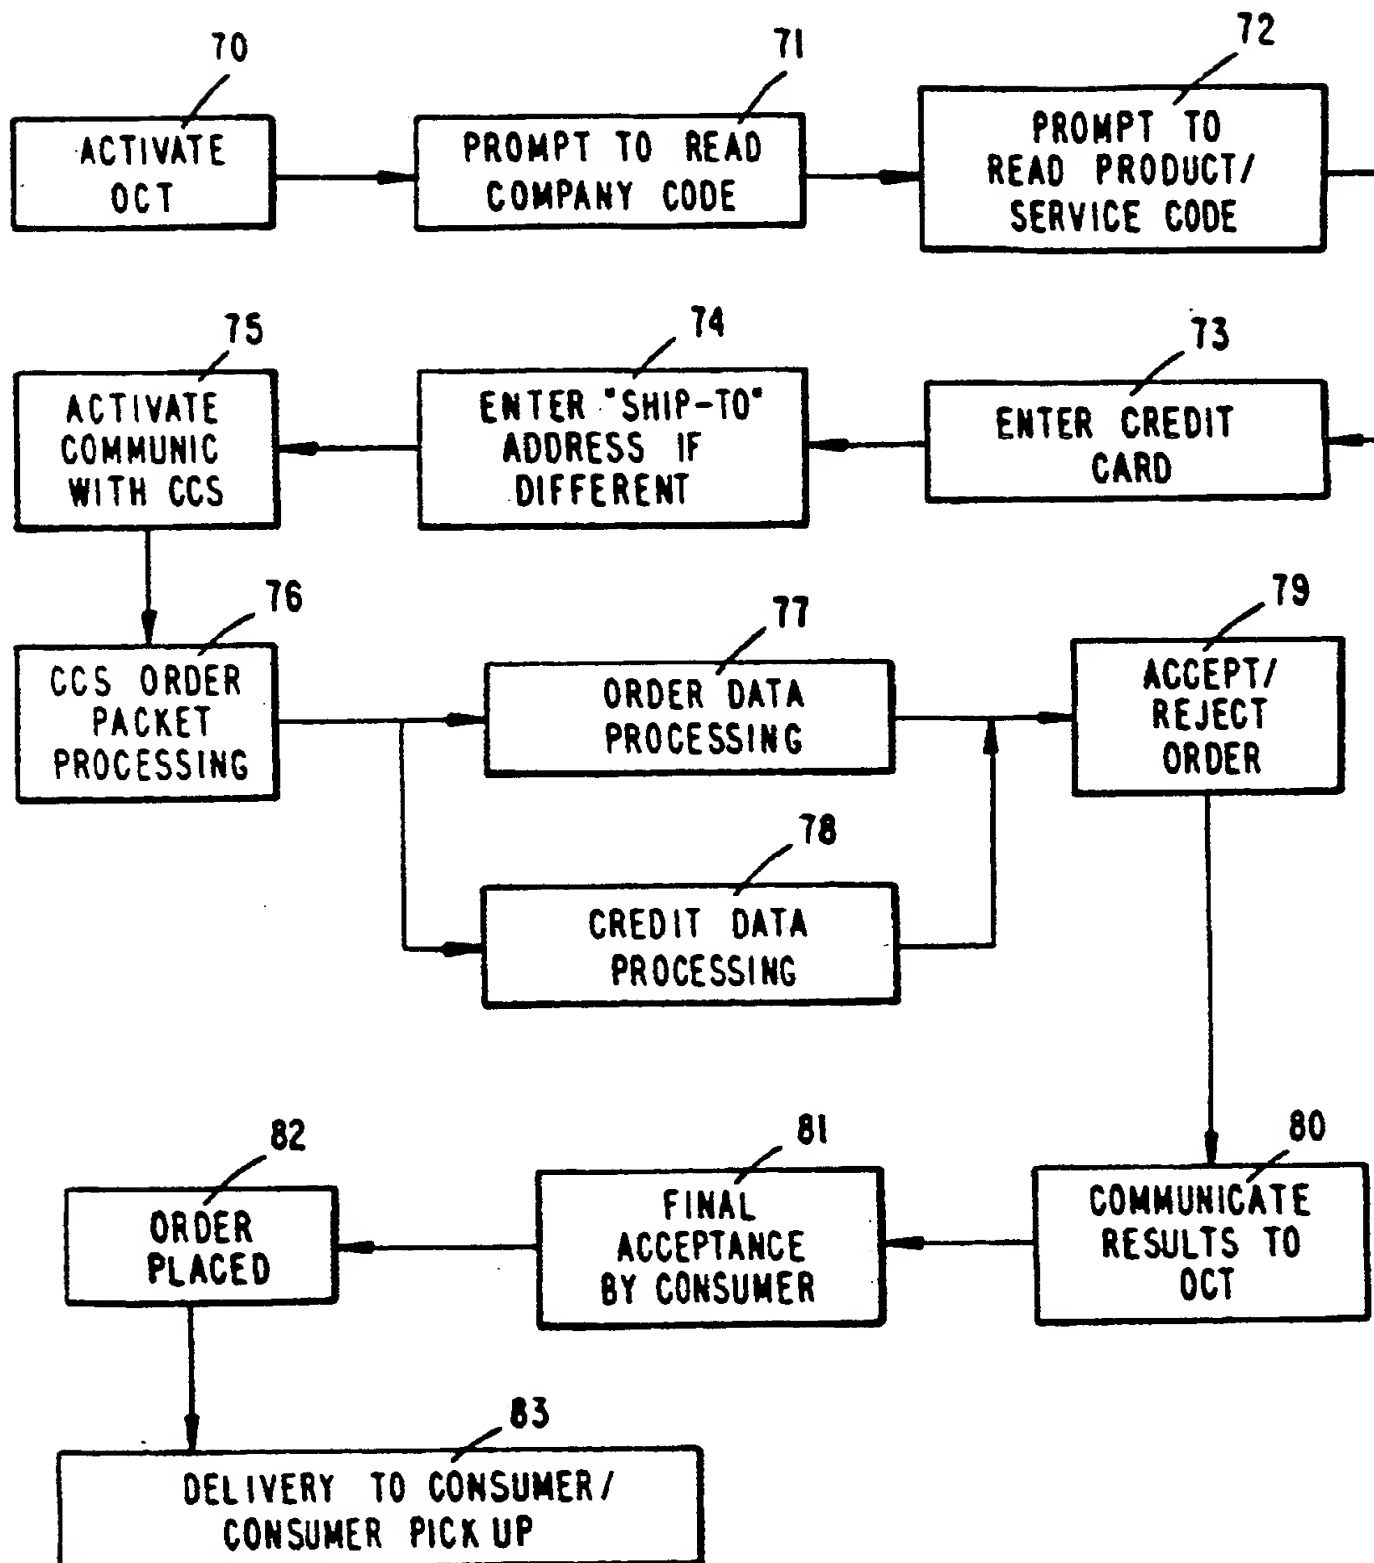 70
ACTIVATE
OCT
71
PROMPT TO READ
COMPANY CODE
72
PROMPT TO
READ PRODUCT/
SERVICE CODE
75
ACTIVATE
COMMUNIC
WITH CCS
74
ENTER "SHIP-TO"
ADDRESS IF
DIFFERENT
73
ENTER CREDIT
CARD
76
CCS ORDER
PACKET
PROCESSING
77
ORDER DATA
PROCESSING
79
ACCEPT/
REJECT
ORDER
78
CREDIT DATA
PROCESSING
82
ORDER
PLACED
81
FINAL
ACCEPTANCE
BY CONSUMER
80
COMMUNICATE
RESULTS TO
OCT
83
DELIVERY TO CONSUMER/
CONSUMER PICK UP